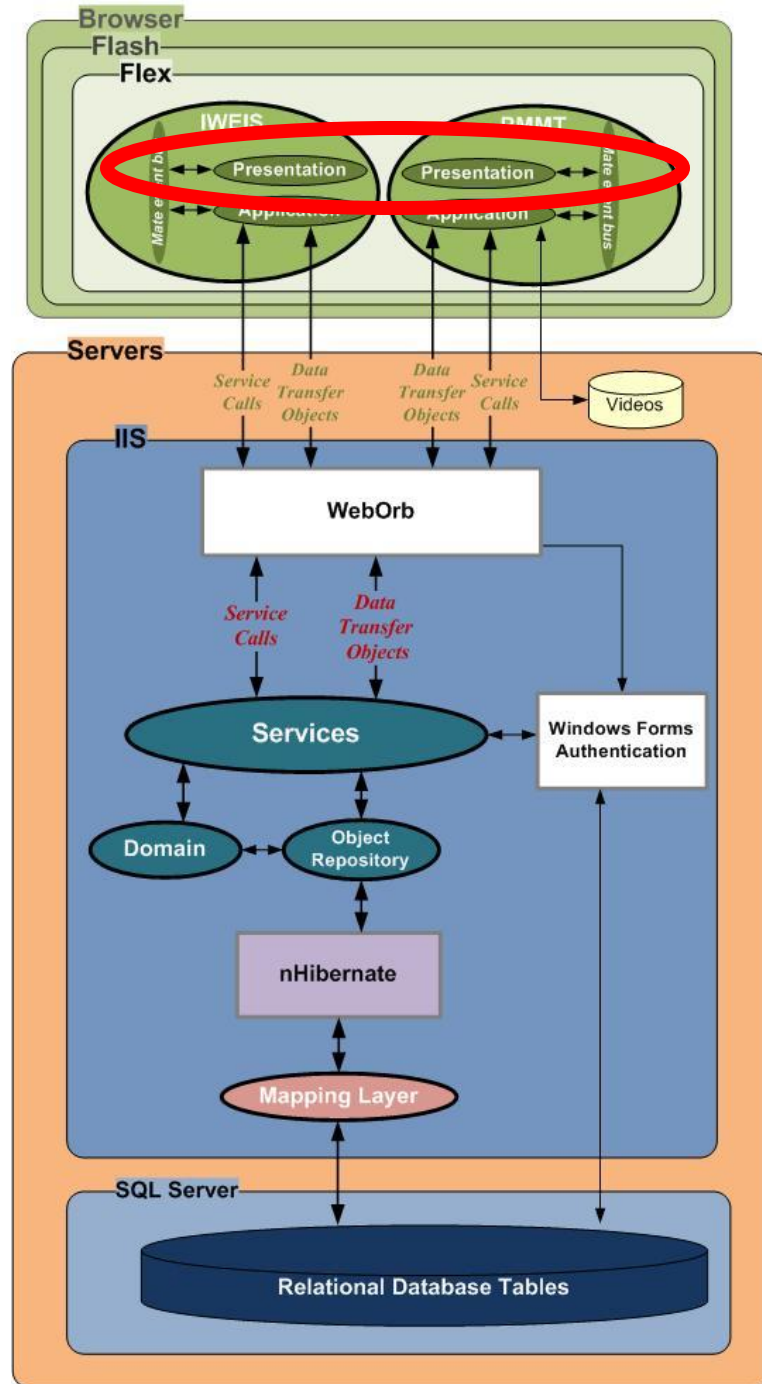 Browser
Flash
Flex
IWEIS
PMMT
Mate event bus
Presentation
Presentation
Mate event bus
Application
Application
Servers
Service
Calls
Data
Transfer
Objects
Data
Transfer
Objects
Service
Calls
Videos
IIS
WebOrb
Service
Calls
Data
Transfer
Objects
Services
Windows Forms
Authentication
Domain
Object
Repository
nHibernate
Mapping Layer
SQL Server
Relational Database Tables